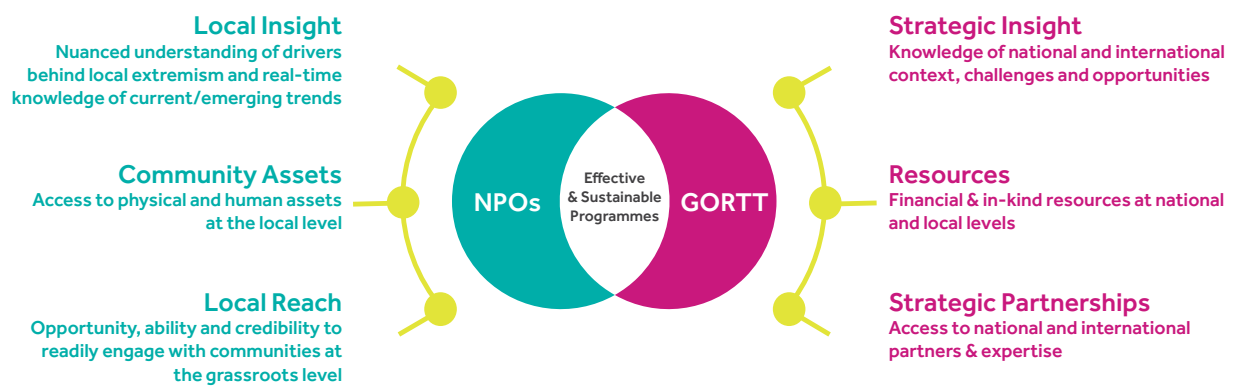 Local Insight
Nuanced understanding of drivers
behind local extremism and real-time
knowledge of current/emerging trends
Community Assets
Access to physical and human assets
at the local level
Local Reach
Opportunity, ability and credibility to
readily engage with communities at
the grassroots level
NPOs
Effective
& Sustainable
Programmes
GORTT
Strategic Insight
Knowledge of national and international
context, challenges and opportunities
Resources
Financial & in-kind resources at national
and local levels
Strategic Partnerships
Access to national and international
partners & expertise